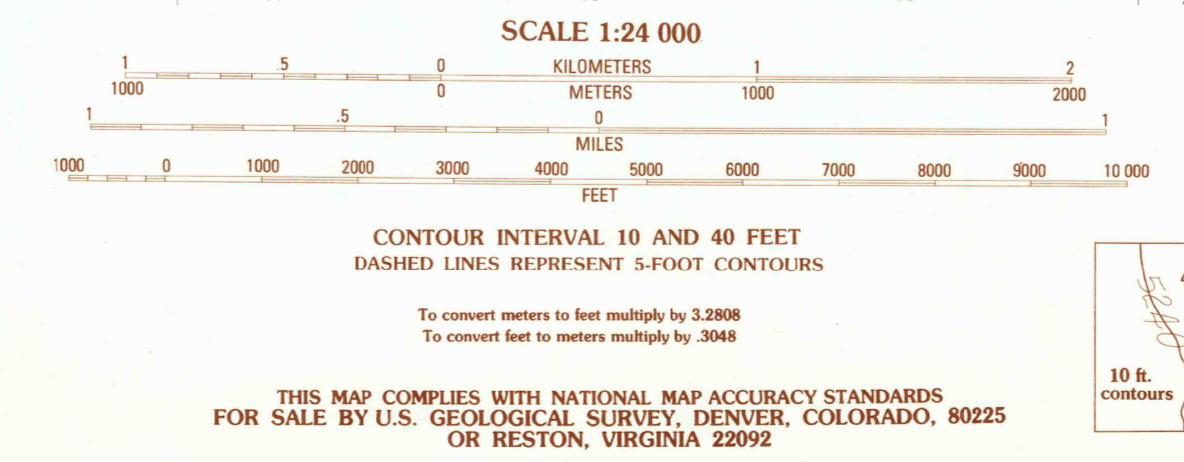 SCALE 1:24 000
1 .5 0 KILOMETERS 1 2
1000 0 METERS 1000 2000
1 .5 0 1
MILES
1000 0 1000 2000 3000 4000 5000 6000 7000 8000 9000 10 000
FEET
CONTOUR INTERVAL 10 AND 40 FEET
DASHED LINES REPRESENT 5-FOOT CONTOURS
To convert meters to feet multiply by 3.2808
To convert feet to meters multiply by .3048
5240
10 ft.
contours
THIS MAP COMPLIES WITH NATIONAL MAP ACCURACY STANDARDS
FOR SALE BY U.S. GEOLOGICAL SURVEY, DENVER, COLORADO, 80225
OR RESTON, VIRGINIA 22092